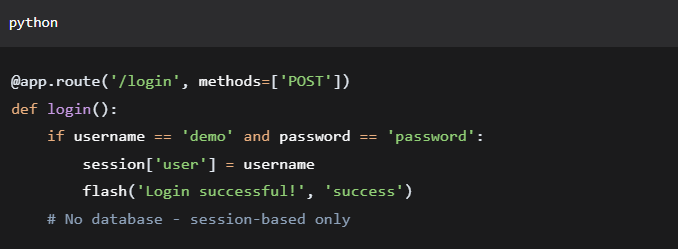 python
@app.route('/login', methods=['POST'])
def login():
    if username == 'demo' and password == 'password':
        session['user'] = username
        flash('Login successful!', 'success')
    # No database - session-based only